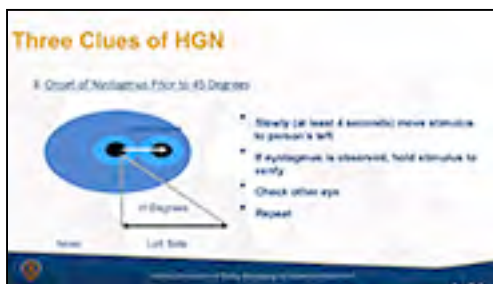 Three Clues of HGN
Onset of Nystagmus Prior to 45 Degrees
• Slowly (at least 4 seconds) move stimulus
to person's left
• If nystagmus is observed, hold stimulus to
verify
• Check other eye
• Repeat
Degrees
Nose
Left Side